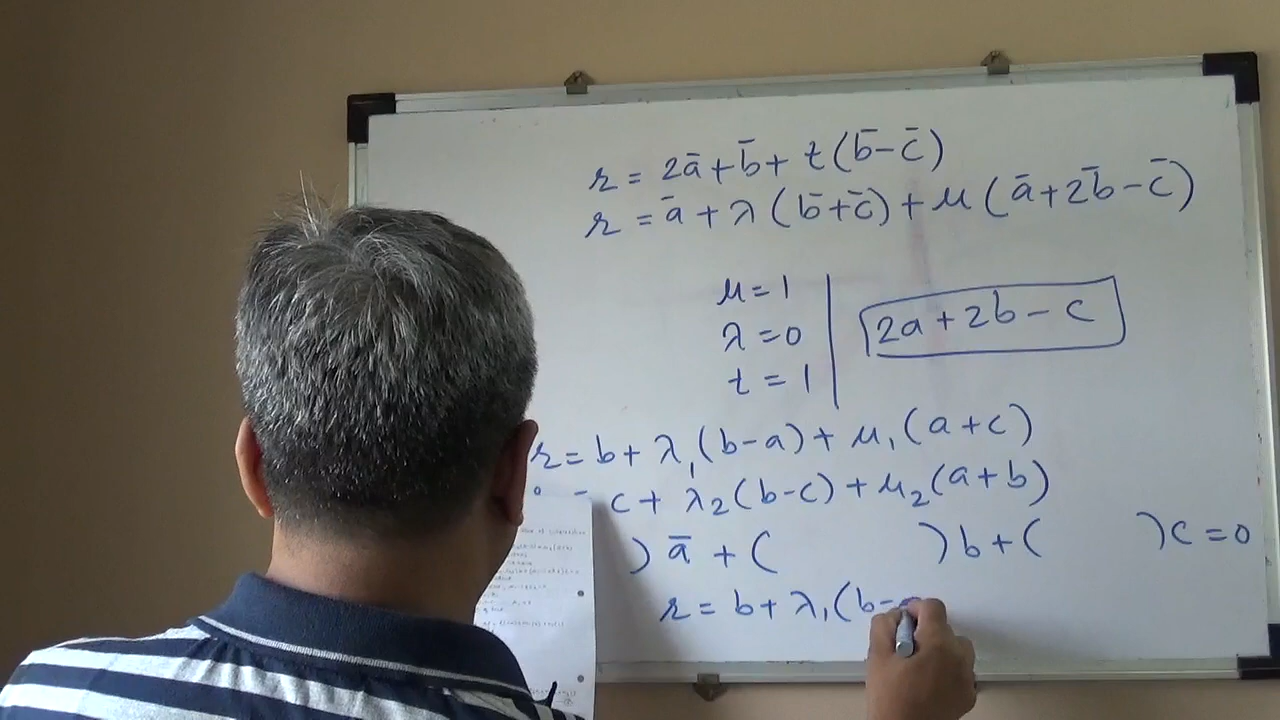 r = 2ā + b̄ + t(b̄ - c̄)
r = ā + λ(b̄ + c̄) + μ(ā + 2b̄ - c̄)
μ = 1
λ = 0
t = 1
2a + 2b - c
r = b + λ₁(b - a) + μ₁(a + c)
c + λ₂(b - c) + μ₂(a + b)
) ā + ( ) b + ( ) c = 0
r = b + λ₁(b -